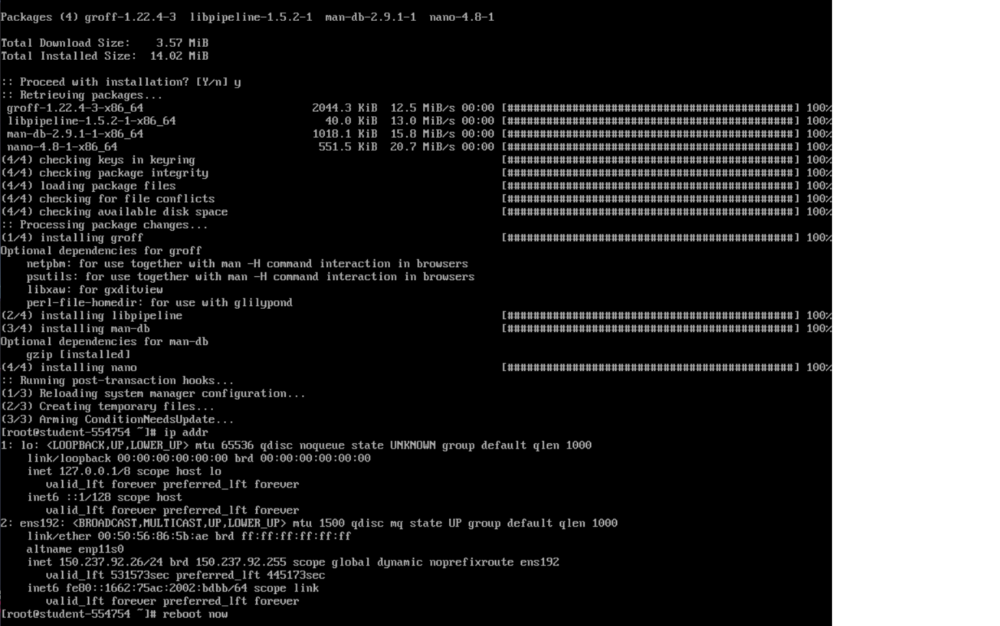 Packages (4) groff-1.22.4-3  libpipeline-1.5.2-1  man-db-2.9.1-1  nano-4.8-1
Total Download Size:    3.57 MiB
Total Installed Size:  14.02 MiB
:: Proceed with installation? [Y/n] y
:: Retrieving packages...
 groff-1.22.4-3-x86_64                          2044.3 KiB  12.5 MiB/s 00:00 [############################################] 100%
 libpipeline-1.5.2-1-x86_64                       40.0 KiB  13.0 MiB/s 00:00 [############################################] 100%
 man-db-2.9.1-1-x86_64                          1018.1 KiB  15.8 MiB/s 00:00 [############################################] 100%
 nano-4.8-1-x86_64                               551.5 KiB  20.7 MiB/s 00:00 [############################################] 100%
(4/4) checking keys in keyring                                               [############################################] 100%
(4/4) checking package integrity                                             [############################################] 100%
(4/4) loading package files                                                  [############################################] 100%
(4/4) checking for file conflicts                                            [############################################] 100%
(4/4) checking available disk space                                          [############################################] 100%
:: Processing package changes...
(1/4) installing groff                                                       [############################################] 100%
Optional dependencies for groff
    netpbm: for use together with man -H command interaction in browsers
    psutils: for use together with man -H command interaction in browsers
    libxaw: for gxditview
    perl-file-homedir: for use with glilypond
(2/4) installing libpipeline                                                 [############################################] 100%
(3/4) installing man-db                                                      [############################################] 100%
Optional dependencies for man-db
    gzip [installed]
(4/4) installing nano                                                        [############################################] 100%
:: Running post-transaction hooks...
(1/3) Reloading system manager configuration...
(2/3) Creating temporary files...
(3/3) Arming ConditionNeedsUpdate...
[root@student-554754 ~]# ip addr
1: lo: <LOOPBACK,UP,LOWER_UP> mtu 65536 qdisc noqueue state UNKNOWN group default qlen 1000
    link/loopback 00:00:00:00:00:00 brd 00:00:00:00:00:00
    inet 127.0.0.1/8 scope host lo
       valid_lft forever preferred_lft forever
    inet6 ::1/128 scope host
       valid_lft forever preferred_lft forever
2: ens192: <BROADCAST,MULTICAST,UP,LOWER_UP> mtu 1500 qdisc mq state UP group default qlen 1000
    link/ether 00:50:56:86:5b:ae brd ff:ff:ff:ff:ff:ff
    altname enp11s0
    inet 150.237.92.26/24 brd 150.237.92.255 scope global dynamic noprefixroute ens192
       valid_lft 531573sec preferred_lft 445173sec
    inet6 fe80::1662:75ac:2002:bdbb/64 scope link
       valid_lft forever preferred_lft forever
[root@student-554754 ~]# reboot now